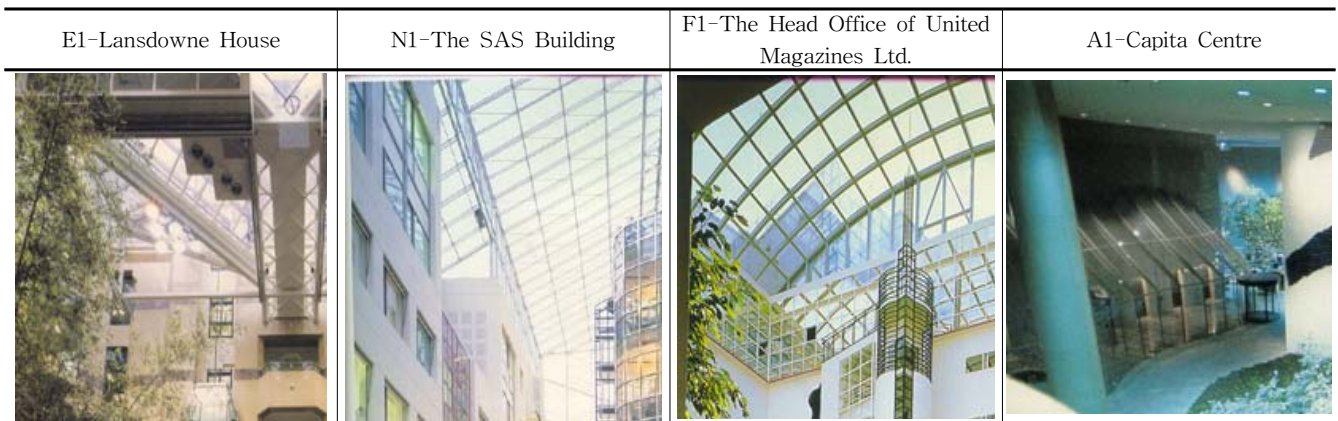 E1-Lansdowne House
N1-The SAS Building
F1-The Head Office of United
Magazines Ltd.
A1-Capita Centre